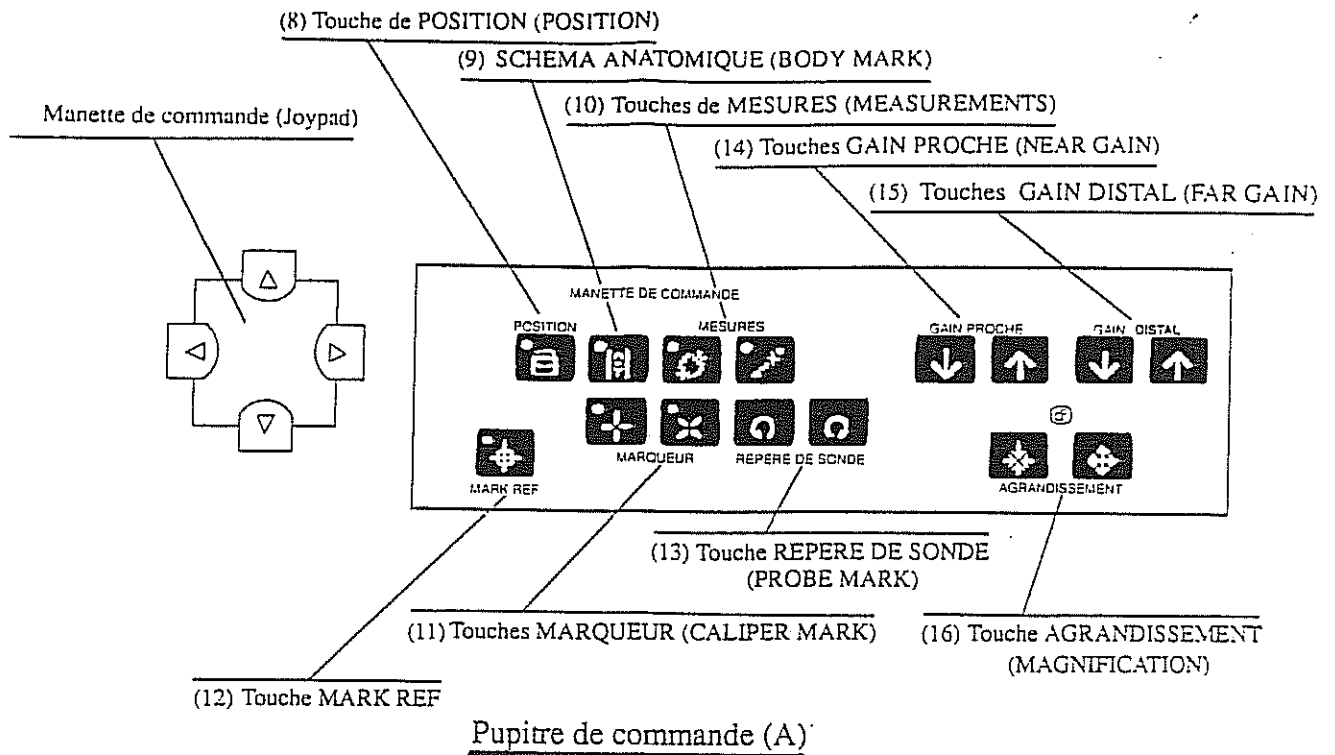 (8) Touche de POSITION (POSITION)
(9) SCHEMA ANATOMIQUE (BODY MARK)
(10) Touches de MESURES (MEASUREMENTS)
Manette de commande (Joypad)
(14) Touches GAIN PROCHE (NEAR GAIN)
(15) Touches GAIN DISTAL (FAR GAIN)
MANETTE DE COMMANDE
POSITION
MESURES
GAIN PROCHE
GAIN DISTAL
MARQUEUR
REPERE DE SONDE
MARK REF
AGRANDISSEMENT
(13) Touche REPERE DE SONDE
(PROBE MARK)
(11) Touches MARQUEUR (CALIPER MARK)
(16) Touche AGRANDISSEMENT
(MAGNIFICATION)
(12) Touche MARK REF
Pupitre de commande (A)